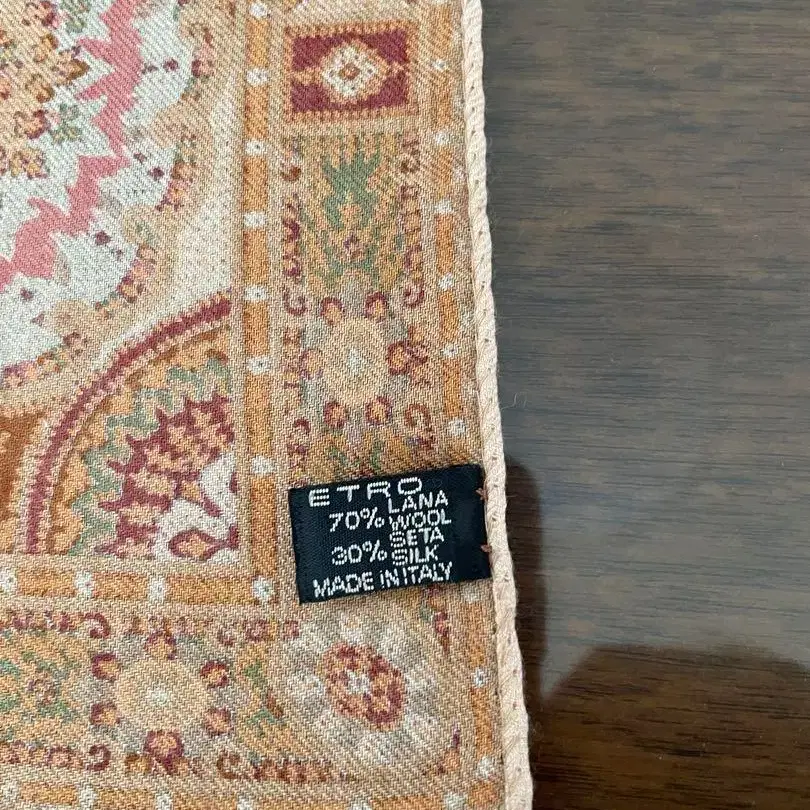 ETRO
LANA
70% WOOL
SETA
30% SILK
MADE IN ITALY